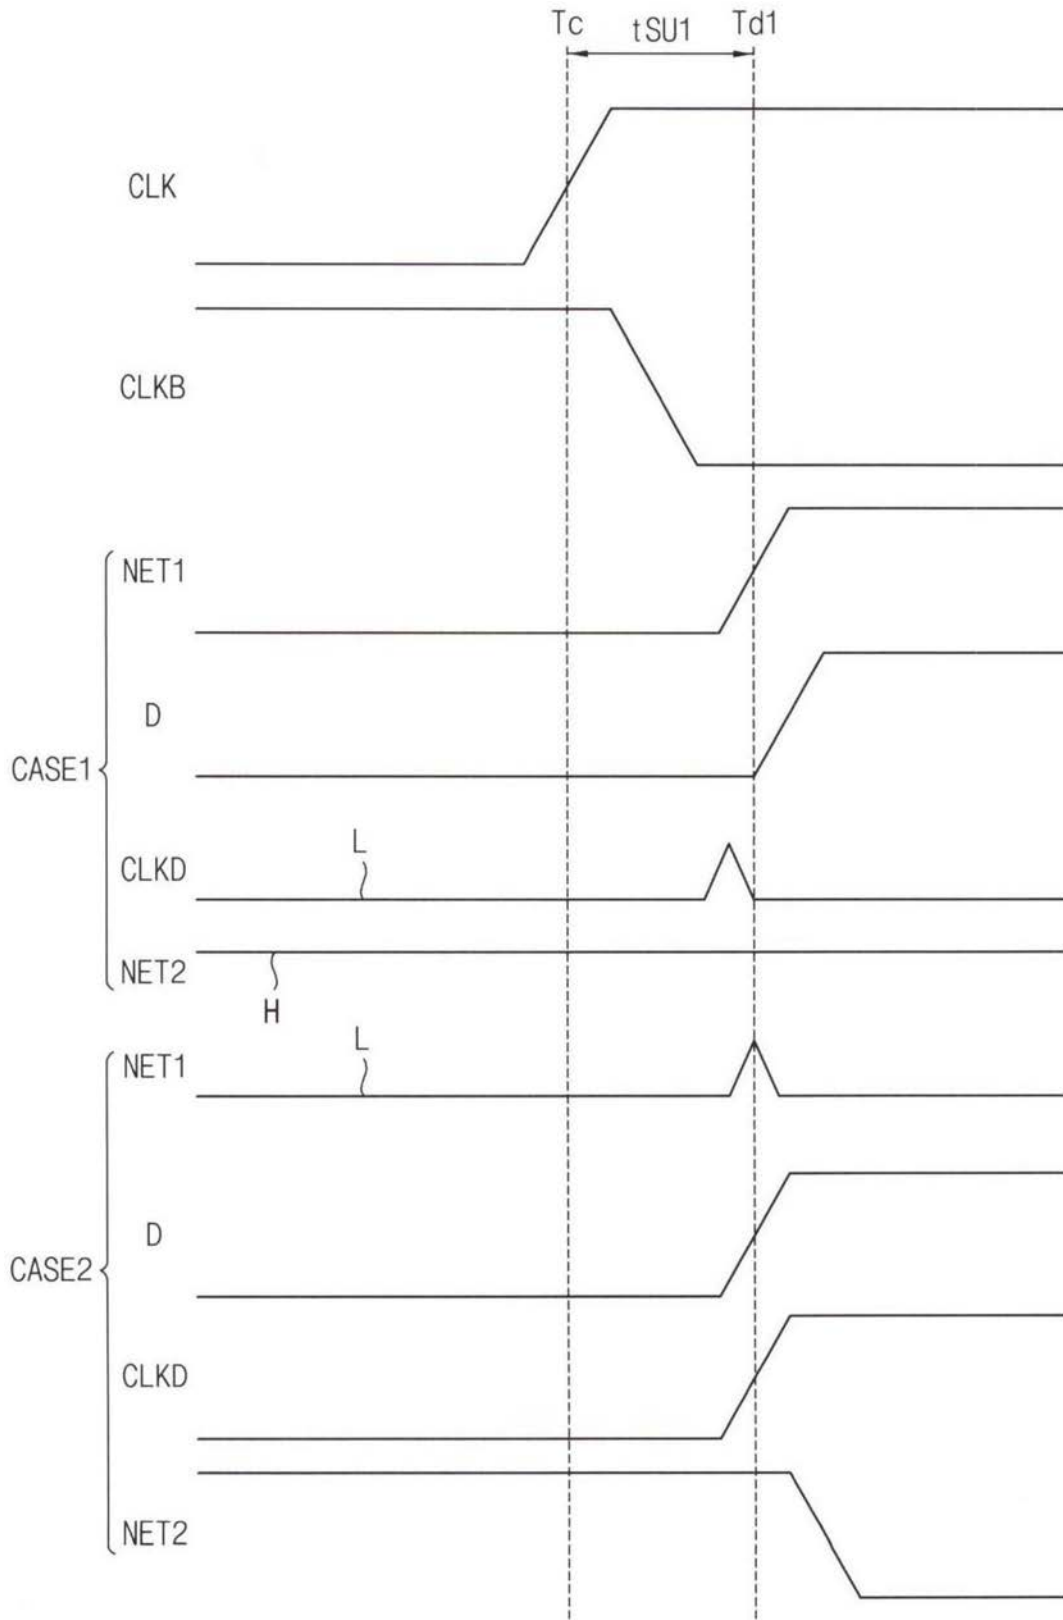 Tc tSU1 Td1
CLK
CLKB
NET1
D
CASE1
CLKD
L
NET2
H
NET1
L
D
CASE2
CLKD
NET2